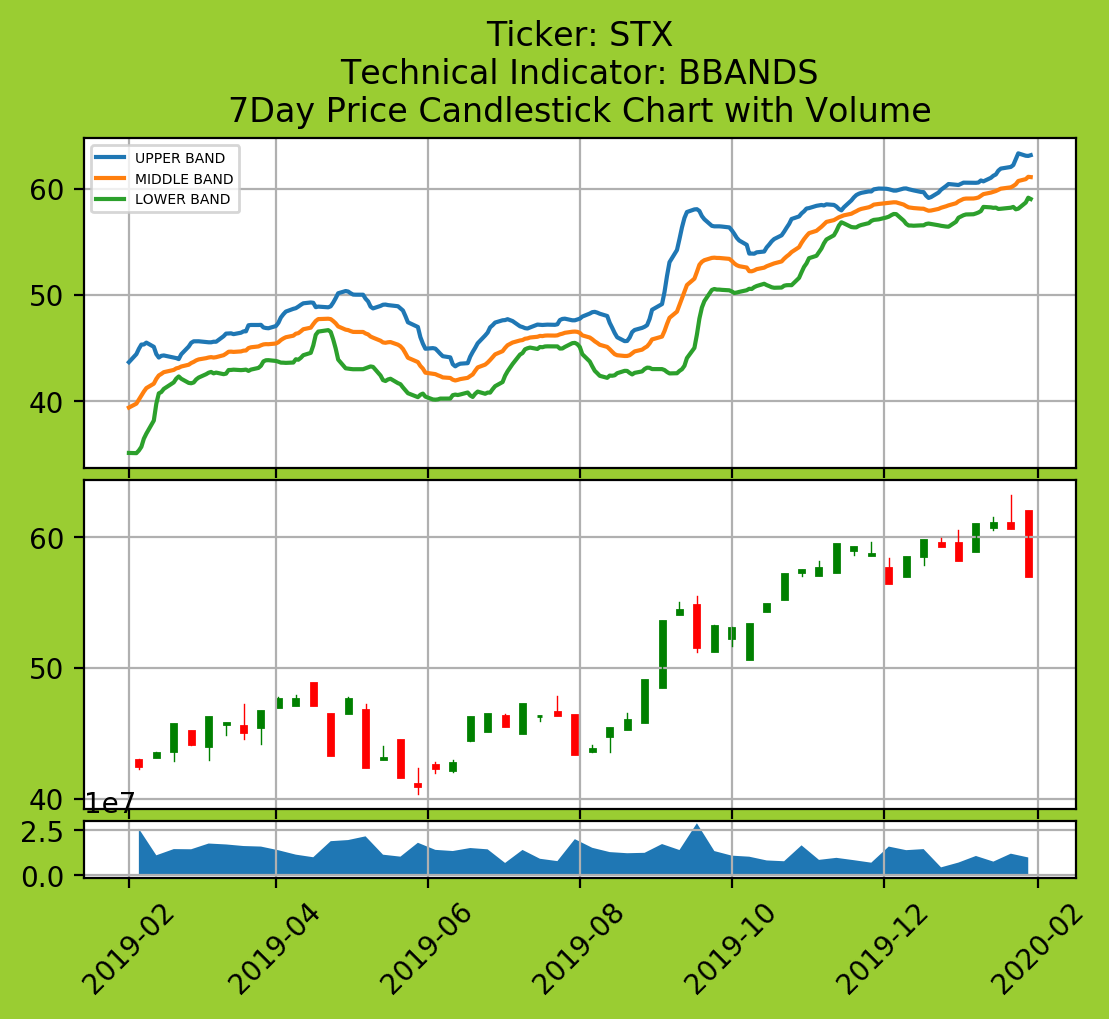 Ticker: STX
Technical Indicator: BBANDS
7Day Price Candlestick Chart with Volume
UPPER BAND
MIDDLE BAND
LOWER BAND
60
50
40
60
50
40
1e7
2.5
0.0
2019-02
2019-04
2019-06
2019-08
2019-10
2019-12
2020-02